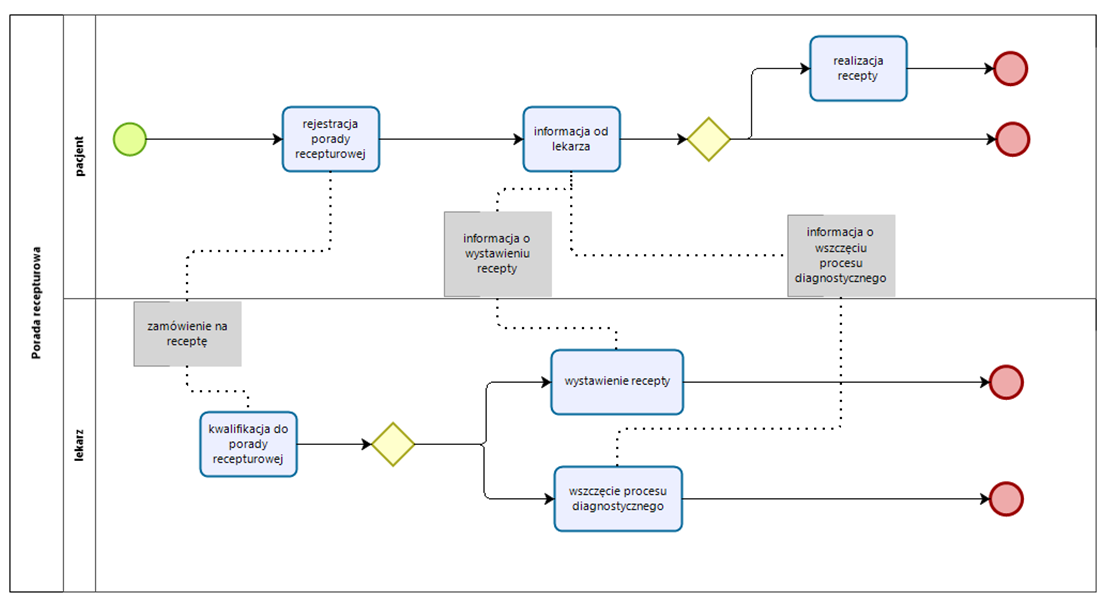 Porada recepturowa
pacjent
realizacja
recepty
rejestracja
porady
recepturowej
informacja od
lekarza
informacja o
wystawieniu
recepty
informacja o
wszczęciu
procesu
diagnostycznego
lekarz
zamówienie na
receptę
wystawienie recepty
kwalifikacja do
porady
recepturowej
wszczęcie procesu
diagnostycznego